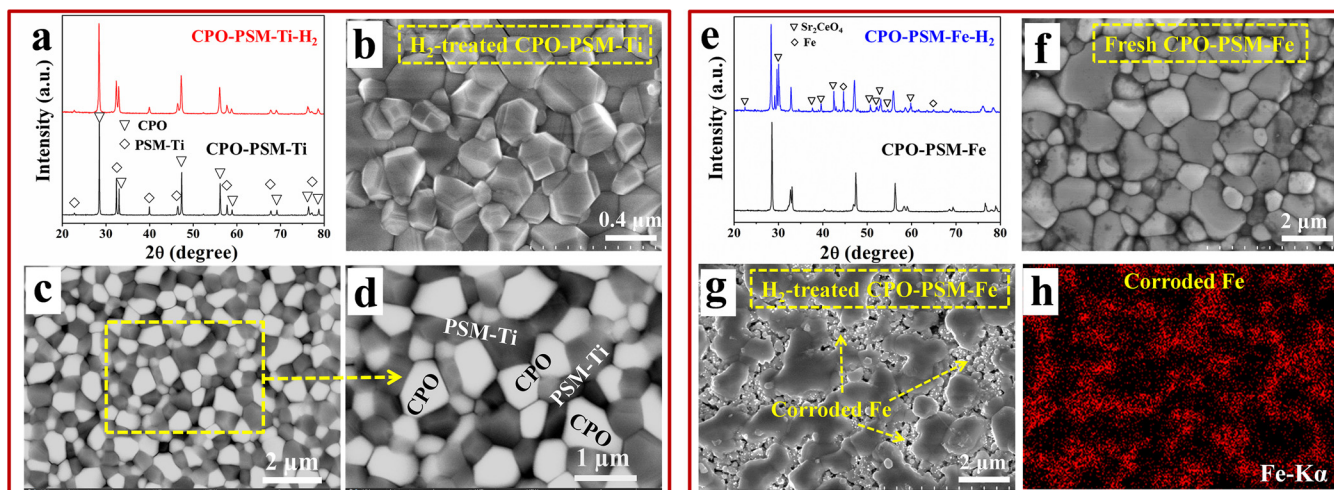 a
CPO-PSM-Ti-H₂
▽ CPO
◇ PSM-Ti
CPO-PSM-Ti
Intensity (a.u.)
20 30 40 50 60 70 80
2θ (degree)
b
H₂-treated CPO-PSM-Ti
0.4 μm
c
2 μm
d
PSM-Ti
CPO
CPO
PSM-Ti
CPO
1 μm
e
▽ Sr₂CeO₄
◇ Fe
CPO-PSM-Fe-H₂
CPO-PSM-Fe
Intensity (a.u.)
20 30 40 50 60 70 80
2θ (degree)
f
Fresh CPO-PSM-Fe
2 μm
g
H₂-treated CPO-PSM-Fe
Corroded Fe
2 μm
h
Corroded Fe
Fe-Kα